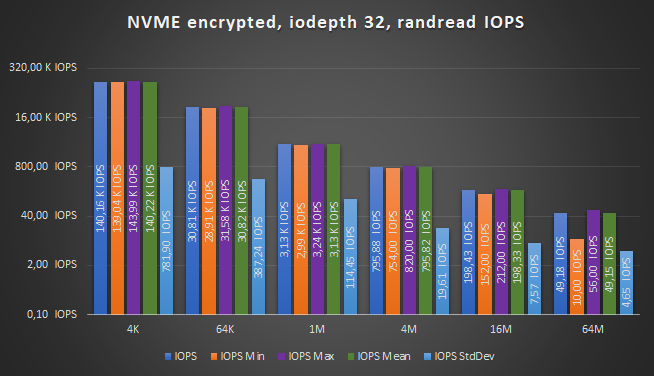 NVME encrypted, iodepth 32, randread IOPS
320,00 K IOPS
16,00 K IOPS
800,00 IOPS
40,00 IOPS
2,00 IOPS
0,10 IOPS
140,16 K IOPS
139,04 K IOPS
143,99 K IOPS
140,22 K IOPS
781,90 IOPS
30,81 K IOPS
28,91 K IOPS
31,58 K IOPS
30,82 K IOPS
387,24 IOPS
3,13 K IOPS
2,99 K IOPS
3,24 K IOPS
3,13 K IOPS
114,45 IOPS
795,88 IOPS
754,00 IOPS
820,00 IOPS
795,82 IOPS
19,61 IOPS
198,43 IOPS
152,00 IOPS
212,00 IOPS
198,33 IOPS
7,57 IOPS
49,18 IOPS
10,00 IOPS
56,00 IOPS
49,15 IOPS
4,65 IOPS
4K 64K 1M 4M 16M 64M
IOPS IOPS Min IOPS Max IOPS Mean IOPS StdDev